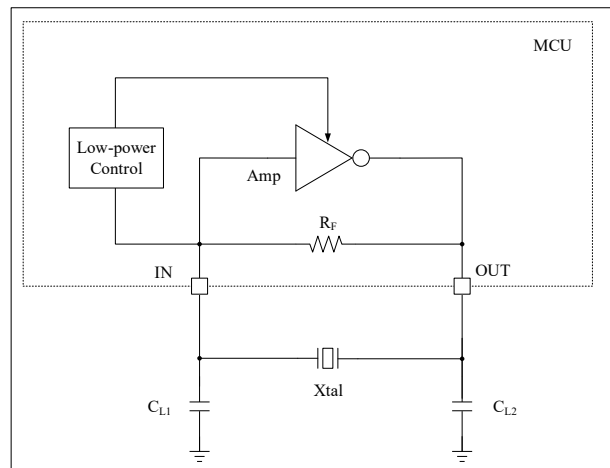 MCU
Low-power
Control
Amp
R_F
IN
OUT
Xtal
C_L1
C_L2